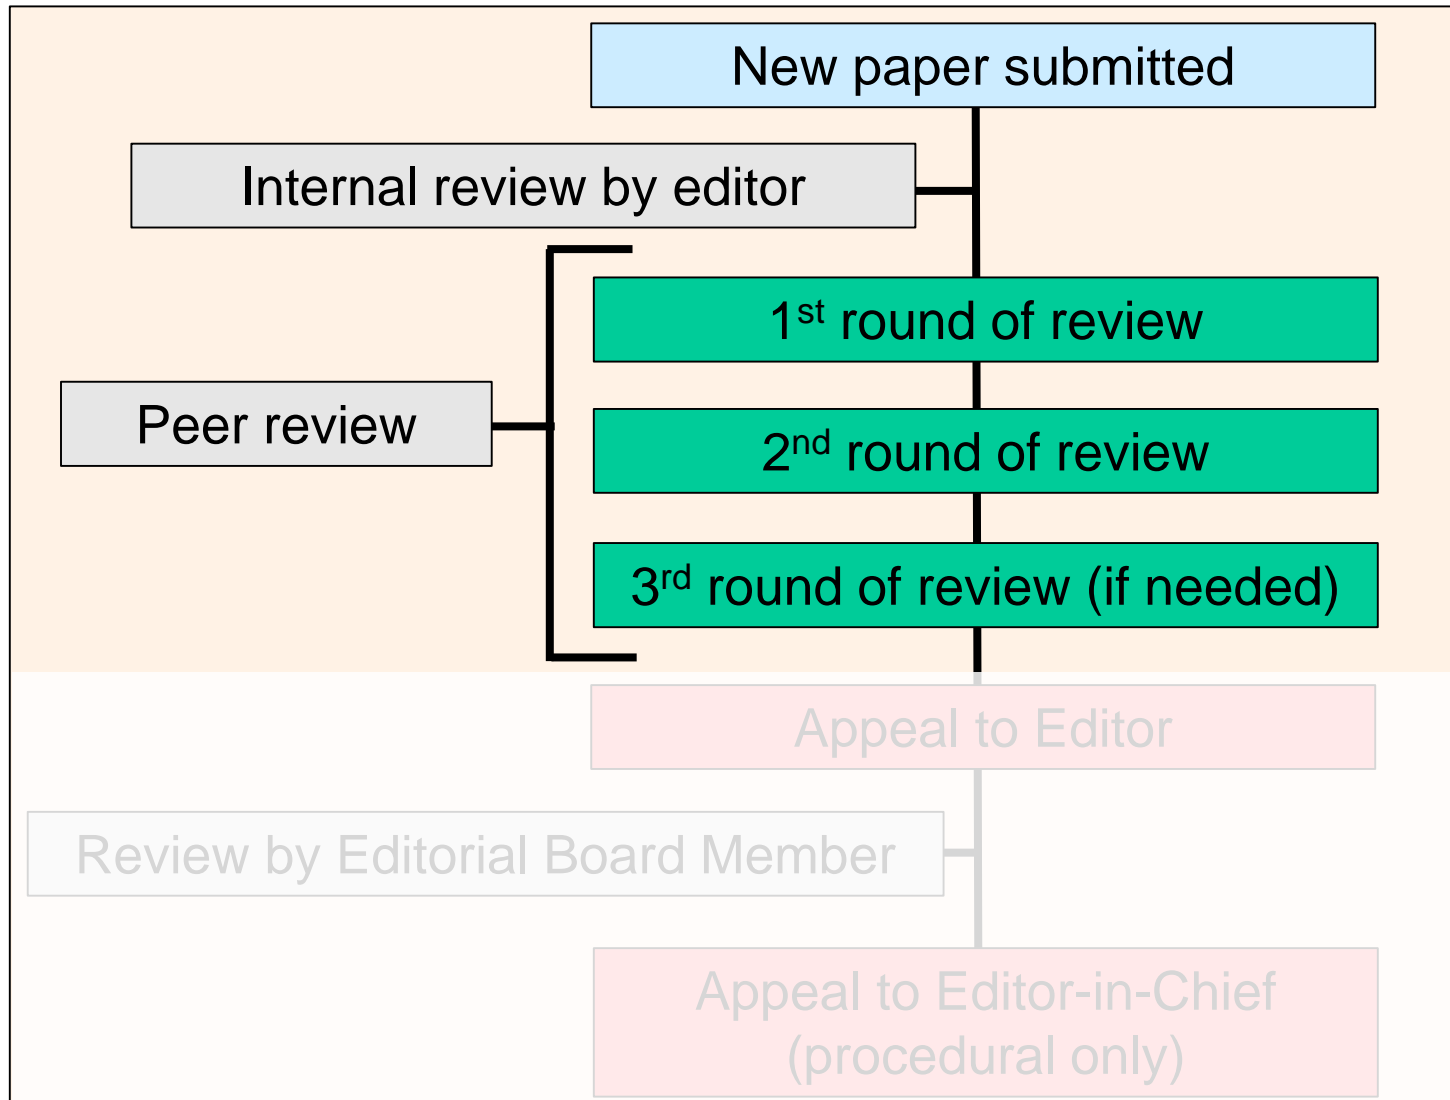 New paper submitted
Internal review by editor
1st round of review
Peer review
2nd round of review
3rd round of review (if needed)
Appeal to Editor
Review by Editorial Board Member
Appeal to Editor-in-Chief
(procedural only)